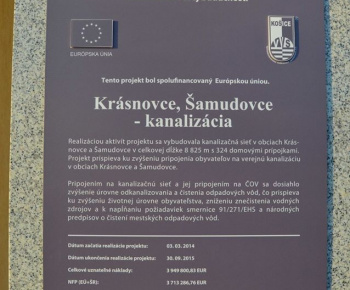 EURÓPSKA ÚNIA
KOŠICE
VVS
Tento projekt bol spolufinancovaný Európskou úniou.
Krásnovce, Šamudovce
- kanalizácia
Realizáciou aktivít projektu sa vybudovala kanalizačná sieť v obciach Krás-
novce a Šamudovce v celkovej dĺžke 8 825 m s 324 domovými prípojkami.
Projekt prispieva ku zvýšeniu pripojenia obyvateľov na verejnú kanalizáciu
v obciach Krásnovce a Šamudovce.
Pripojením na kanalizačnú sieť a jej pripojením na ČOV sa dosiahlo
zvýšenie úrovne odkanalizovania a čistenia odpadových vôd, čo prispieva
ku zvýšeniu životnej úrovne obyvateľstva, zníženiu znečistenia vodných
zdrojov a k napĺňaniu požiadaviek smernice 91/271/EHS a národných
predpisov o čistení mestských odpadových vôd.
Dátum začatia realizácie projektu: 03. 03. 2014
Dátum ukončenia realizácie projektu: 30. 09. 2015
Celkové oprávnené náklady: 3 949 800,83 EUR
NFP (EÚ+ŠR): 3 713 286,76 EUR